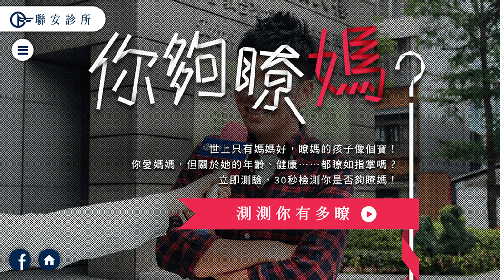 聯安診所
你夠瞭媽?
世上只有媽媽好，瞭媽的孩子像個寶！
你愛媽媽，但關於她的年齡、健康……都瞭如指掌嗎？
立即測驗，30秒檢測你是否夠瞭媽！
測測你有多瞭